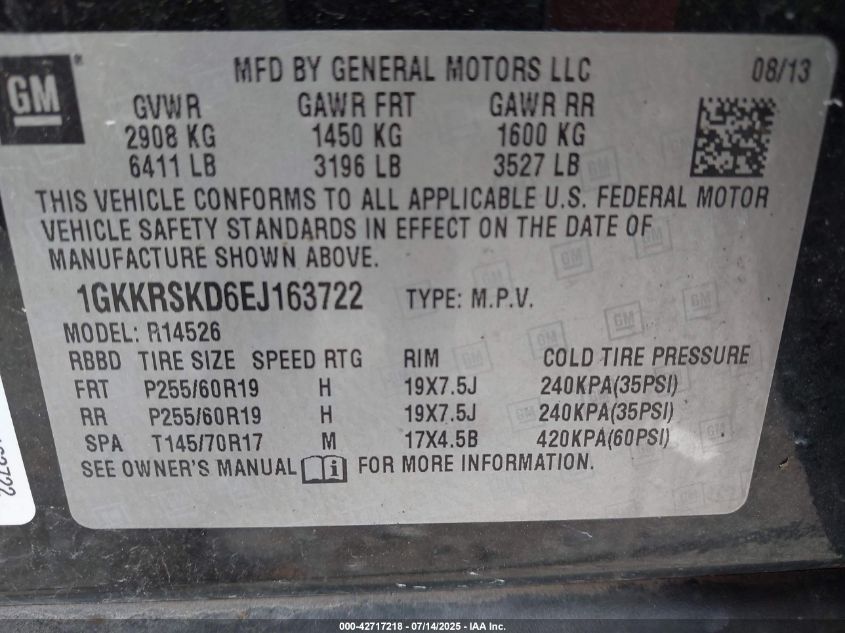 GM
MFD BY GENERAL MOTORS LLC 08/13
GVWR GAWR FRT GAWR RR
2908 KG 1450 KG 1600 KG
6411 LB 3196 LB 3527 LB
THIS VEHICLE CONFORMS TO ALL APPLICABLE U.S. FEDERAL MOTOR
VEHICLE SAFETY STANDARDS IN EFFECT ON THE DATE OF
MANUFACTURE SHOWN ABOVE.
1GKKRSKD6EJ163722 TYPE: M.P.V.
MODEL: R14526
RBBD TIRE SIZE SPEED RTG RIM COLD TIRE PRESSURE
FRT P255/60R19 H 19X7.5J 240KPA(35PSI)
RR P255/60R19 H 19X7.5J 240KPA(35PSI)
SPA T145/70R17 M 17X4.5B 420KPA(60PSI)
SEE OWNER'S MANUAL FOR MORE INFORMATION.
000-42717218 - 07/14/2025 - IAA Inc.